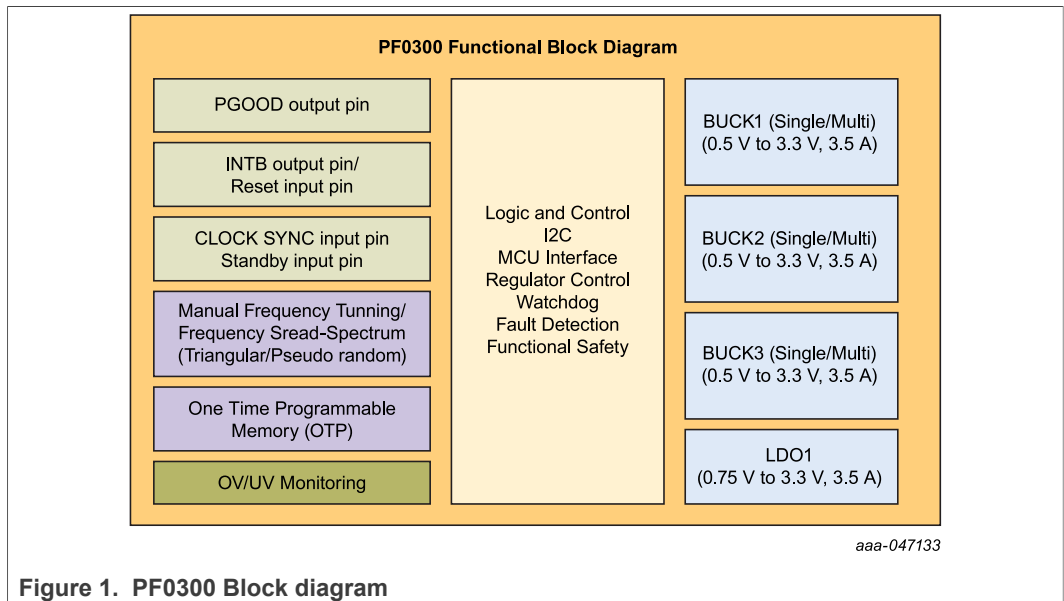 PF0300 Functional Block Diagram
PGOOD output pin
INTB output pin/
Reset input pin
CLOCK SYNC input pin
Standby input pin
Manual Frequency Tunning/
Frequency Sread-Spectrum
(Triangular/Pseudo random)
One Time Programmable
Memory (OTP)
OV/UV Monitoring
Logic and Control
I2C
MCU Interface
Regulator Control
Watchdog
Fault Detection
Functional Safety
BUCK1 (Single/Multi)
(0.5 V to 3.3 V, 3.5 A)
BUCK2 (Single/Multi)
(0.5 V to 3.3 V, 3.5 A)
BUCK3 (Single/Multi)
(0.5 V to 3.3 V, 3.5 A)
LDO1
(0.75 V to 3.3 V, 3.5 A)
aaa-047133
Figure 1. PF0300 Block diagram